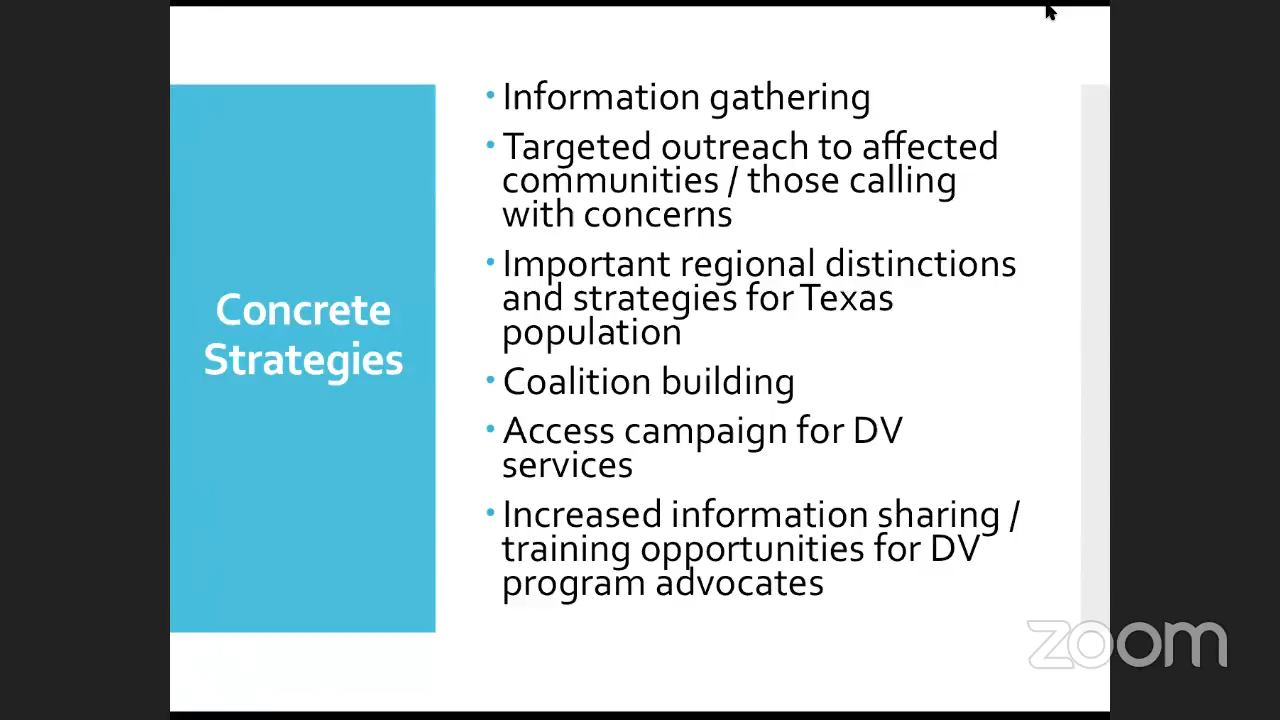 Concrete
Strategies
• Information gathering
• Targeted outreach to affected
communities / those calling
with concerns
• Important regional distinctions
and strategies for Texas
population
• Coalition building
• Access campaign for DV
services
• Increased information sharing /
training opportunities for DV
program advocates
zoom